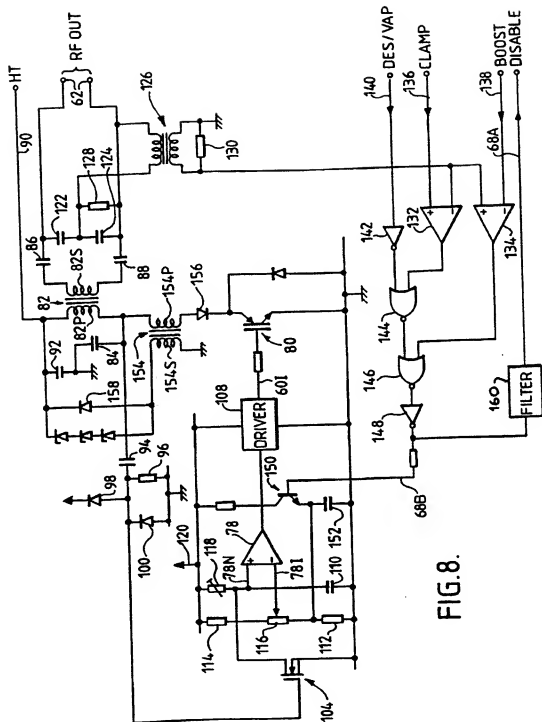 HT
90
RF OUT
62
126
86
122
128
124
130
82
82S
82P
88
92
84
154P
156
154
158
154S
94
96
98
100
80
60I
108
DRIVER
150
120
118
78
78N
78I
152
110
114
116
112
104
140
DES/VAP
136
CLAMP
138
BOOST
DISABLE
68A
142
132
134
144
146
148
160
FILTER
68B
+
-
+
-
+
-
FIG.8.